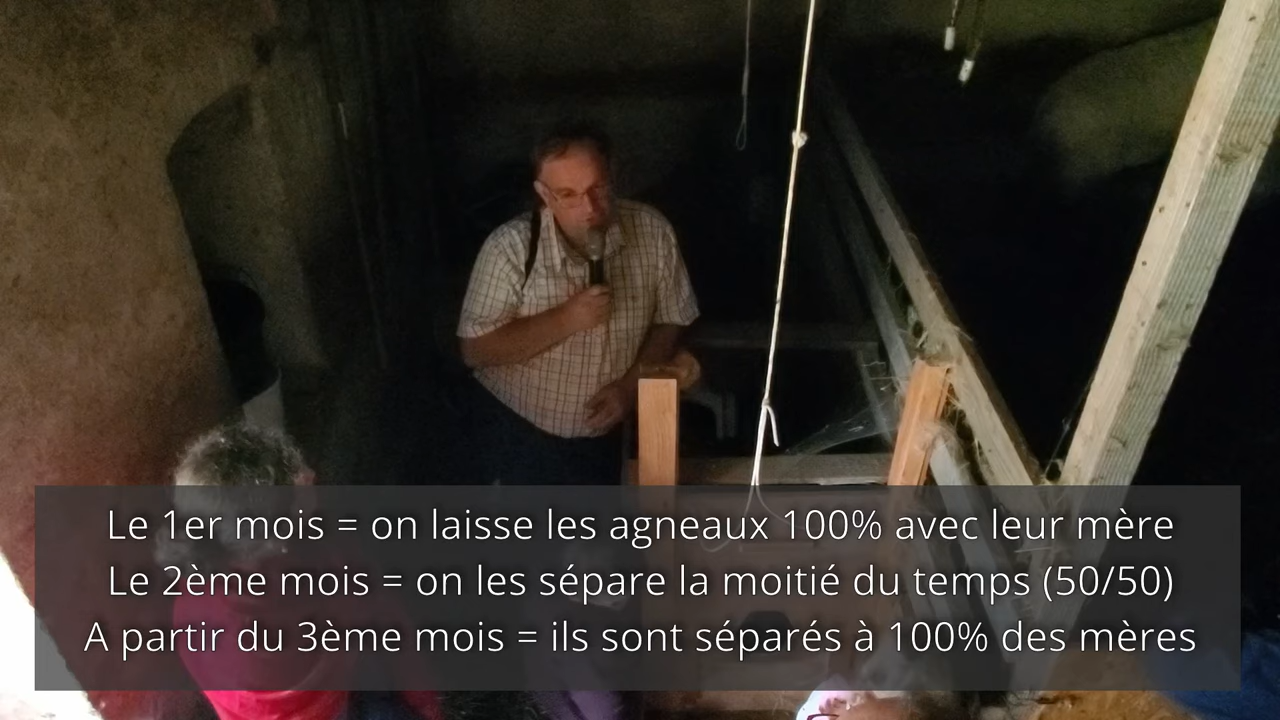 Le 1er mois = on laisse les agneaux 100% avec leur mère
Le 2ème mois = on les sépare la moitié du temps (50/50)
A partir du 3ème mois = ils sont séparés à 100% des mères